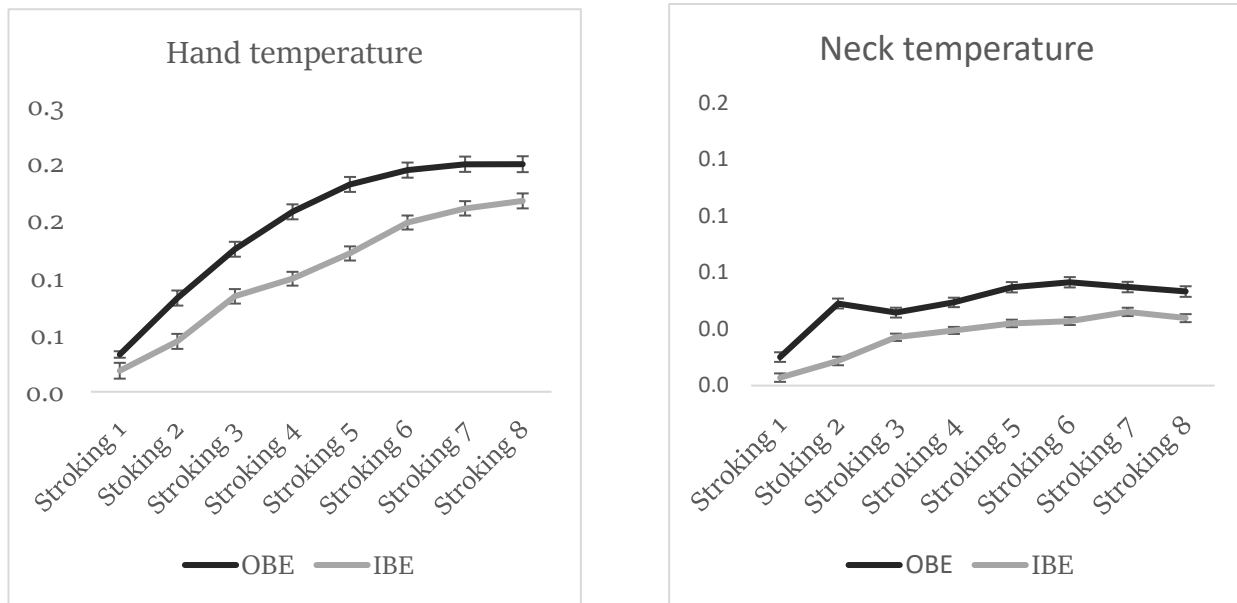 Hand temperature
0.3
0.2
0.2
0.1
0.1
0.0
Stroking 1
Stoking 2
Stroking 3
Stroking 4
Stroking 5
Stroking 6
Stroking 7
Stroking 8
OBE IBE
Neck temperature
0.2
0.1
0.1
0.1
0.0
0.0
Stroking 1
Stoking 2
Stroking 3
Stroking 4
Stroking 5
Stroking 6
Stroking 7
Stroking 8
OBE IBE